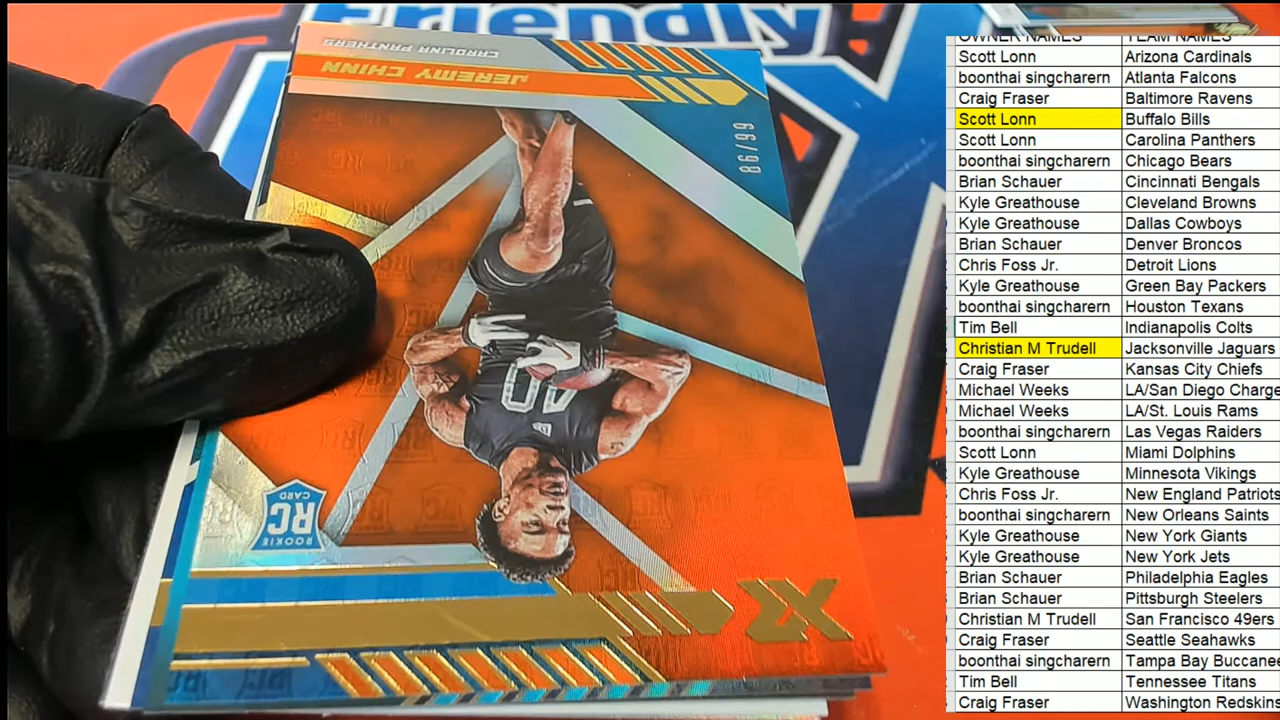 Friendly
CAROLINA PANTHERS
JEREMY CHINN
86/99
RC
ROOKIE
CARD
XR
OWNER NAMES TEAM NAMES
Scott Lonn Arizona Cardinals
boonthai singcharern Atlanta Falcons
Craig Fraser Baltimore Ravens
Scott Lonn Buffalo Bills
Scott Lonn Carolina Panthers
boonthai singcharern Chicago Bears
Brian Schauer Cincinnati Bengals
Kyle Greathouse Cleveland Browns
Kyle Greathouse Dallas Cowboys
Brian Schauer Denver Broncos
Chris Foss Jr. Detroit Lions
Kyle Greathouse Green Bay Packers
boonthai singcharern Houston Texans
Tim Bell Indianapolis Colts
Christian M Trudell Jacksonville Jaguars
Craig Fraser Kansas City Chiefs
Michael Weeks LA/San Diego Charge
Michael Weeks LA/St. Louis Rams
boonthai singcharern Las Vegas Raiders
Scott Lonn Miami Dolphins
Kyle Greathouse Minnesota Vikings
Chris Foss Jr. New England Patriots
boonthai singcharern New Orleans Saints
Kyle Greathouse New York Giants
Kyle Greathouse New York Jets
Brian Schauer Philadelphia Eagles
Brian Schauer Pittsburgh Steelers
Christian M Trudell San Francisco 49ers
Craig Fraser Seattle Seahawks
boonthai singcharern Tampa Bay Buccanee
Tim Bell Tennessee Titans
Craig Fraser Washington Redskins